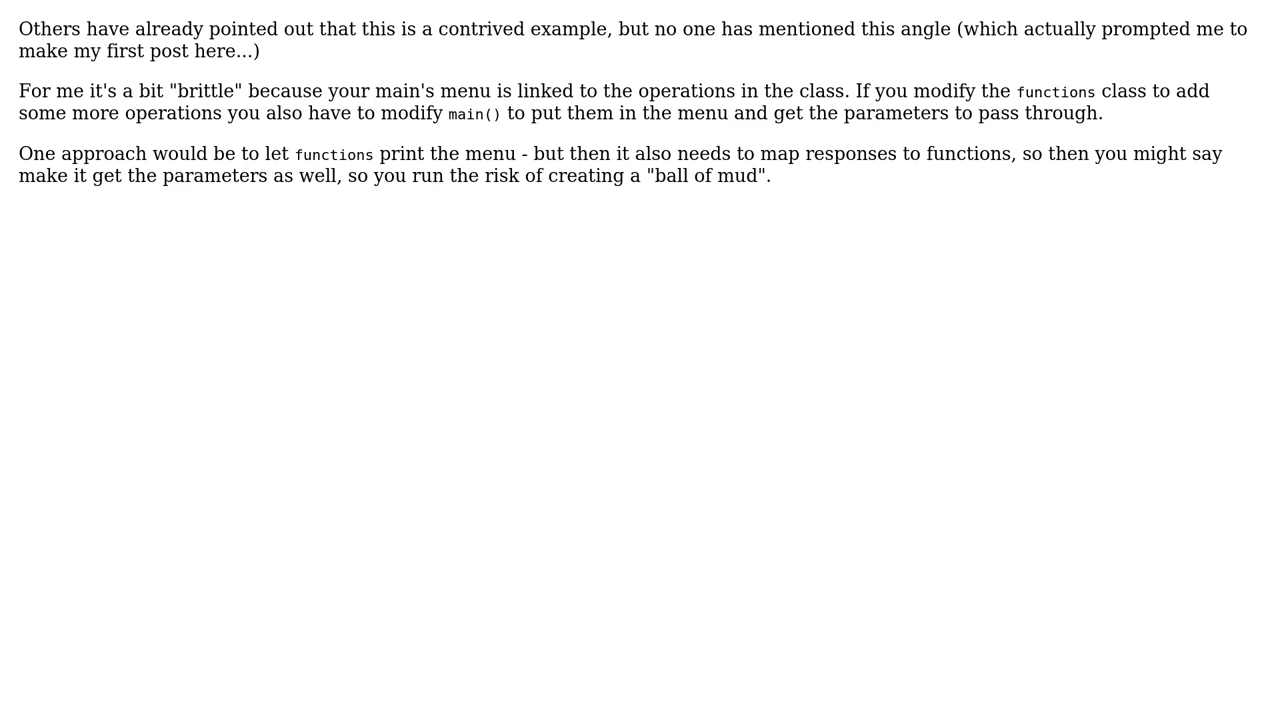 Others have already pointed out that this is a contrived example, but no one has mentioned this angle (which actually prompted me to
make my first post here...)
For me it's a bit "brittle" because your main's menu is linked to the operations in the class. If you modify the functions class to add
some more operations you also have to modify main() to put them in the menu and get the parameters to pass through.
One approach would be to let functions print the menu - but then it also needs to map responses to functions, so then you might say
make it get the parameters as well, so you run the risk of creating a "ball of mud".